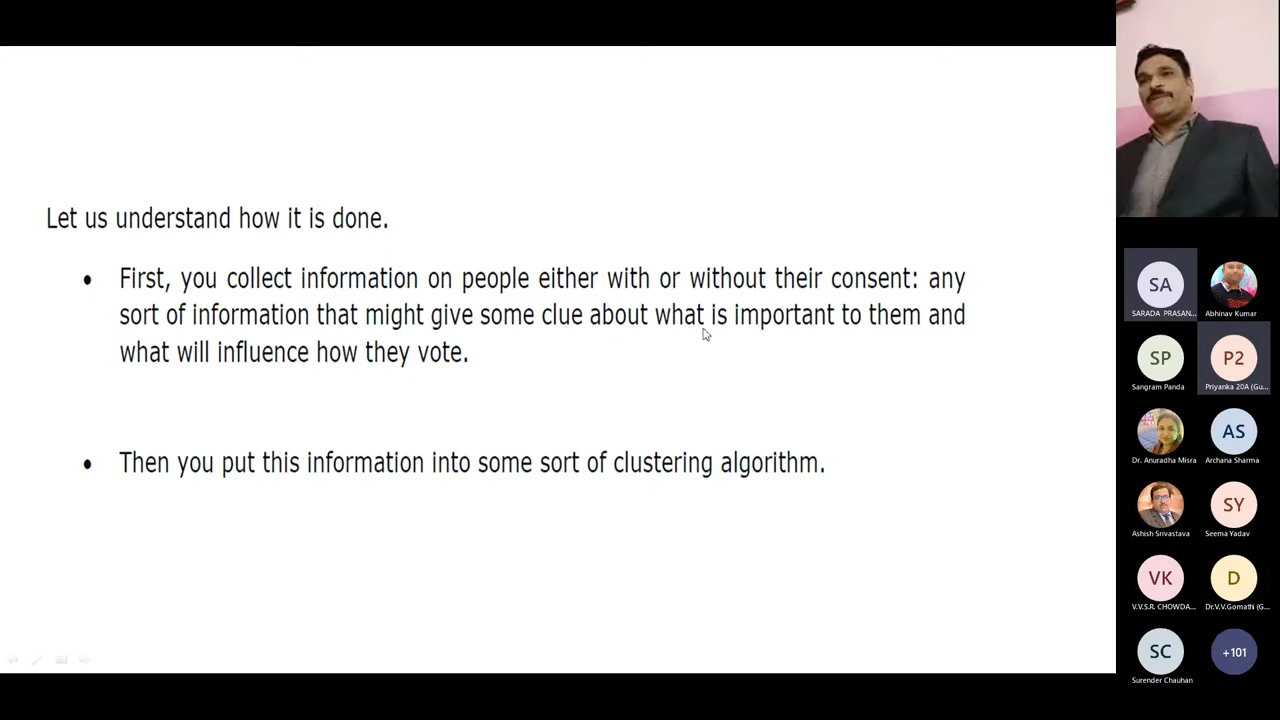 Let us understand how it is done.
• First, you collect information on people either with or without their consent: any
sort of information that might give some clue about what is important to them and
what will influence how they vote.
• Then you put this information into some sort of clustering algorithm.
SA
SARADA PRASAN...
Abhinav Kumar
SP
Sangram Panda
P2
Priyanka 20A (Gu...
Dr. Anuradha Misra
AS
Archana Sharma
Ashish Srivastava
SY
Seema Yadav
VK
V.V.S.R. CHOWDA...
D
Dr.V.V.Gomathi (G...
SC
Surender Chauhan
+101